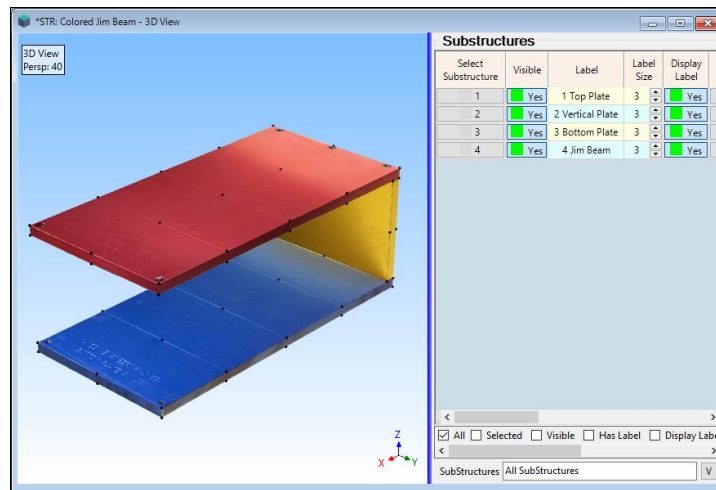 *STR: Colored Jim Beam - 3D View
3D View
Persp: 40
Substructures
Select Substructure Visible Label Label Size Display Label
1 Yes 1 Top Plate 3 Yes
2 Yes 2 Vertical Plate 3 Yes
3 Yes 3 Bottom Plate 3 Yes
4 Yes 4 Jim Beam 3 Yes
Z
X Y
All Selected Visible Has Label Display Labe
SubStructures All SubStructures V